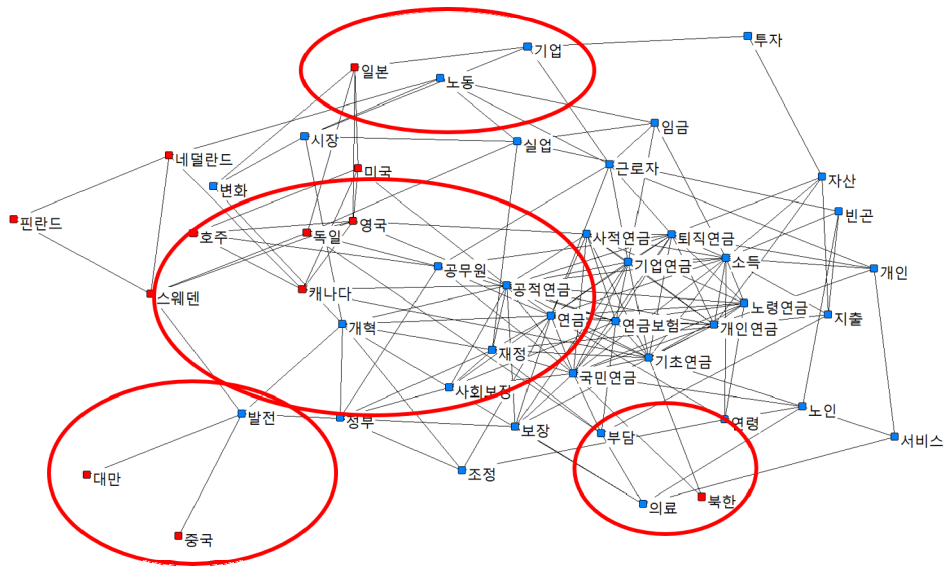 기업
투자
일본
노동
임금
시장
실업
네덜란드
미국
근로자
변화
자산
핀란드
영국
빈곤
호주
독일
사적연금
퇴직연금
공무원
기업연금
소득
개인
스웨덴
캐나다
공적연금
노령연금
개혁
연금
연금보험
개인연금
지출
재정
기초연금
국민연금
사회보장
발전
정부
보장
부담
연령
노인
서비스
대만
조정
의료
북한
중국